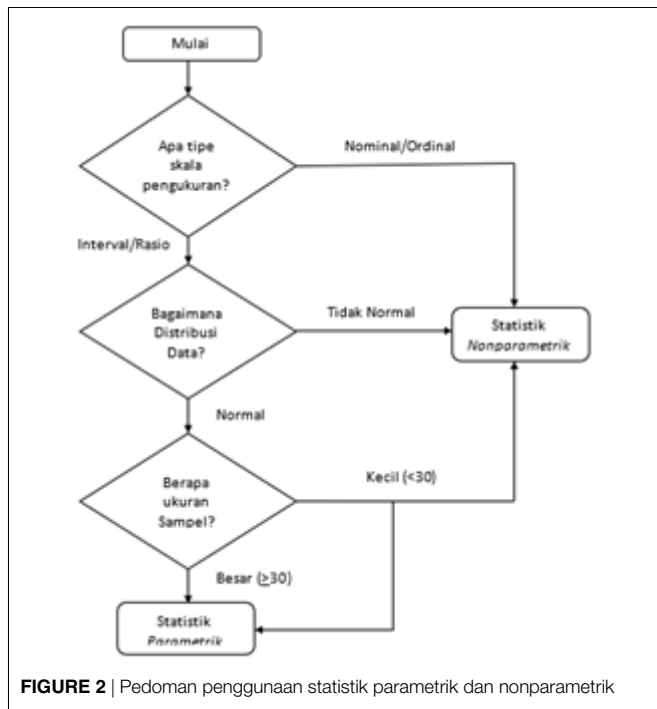 Mulai
Apa tipe
skala
pengukuran?
Nominal/Ordinal
Interval/Rasio
Bagaimana
Distribusi
Data?
Tidak Normal
Statistik
Nonparametrik
Normal
Berapa
ukuran
Sampel?
Kecil (<30)
Besar (≥30)
Statistik
Parametrik
FIGURE 2 | Pedoman penggunaan statistik parametrik dan nonparametrik